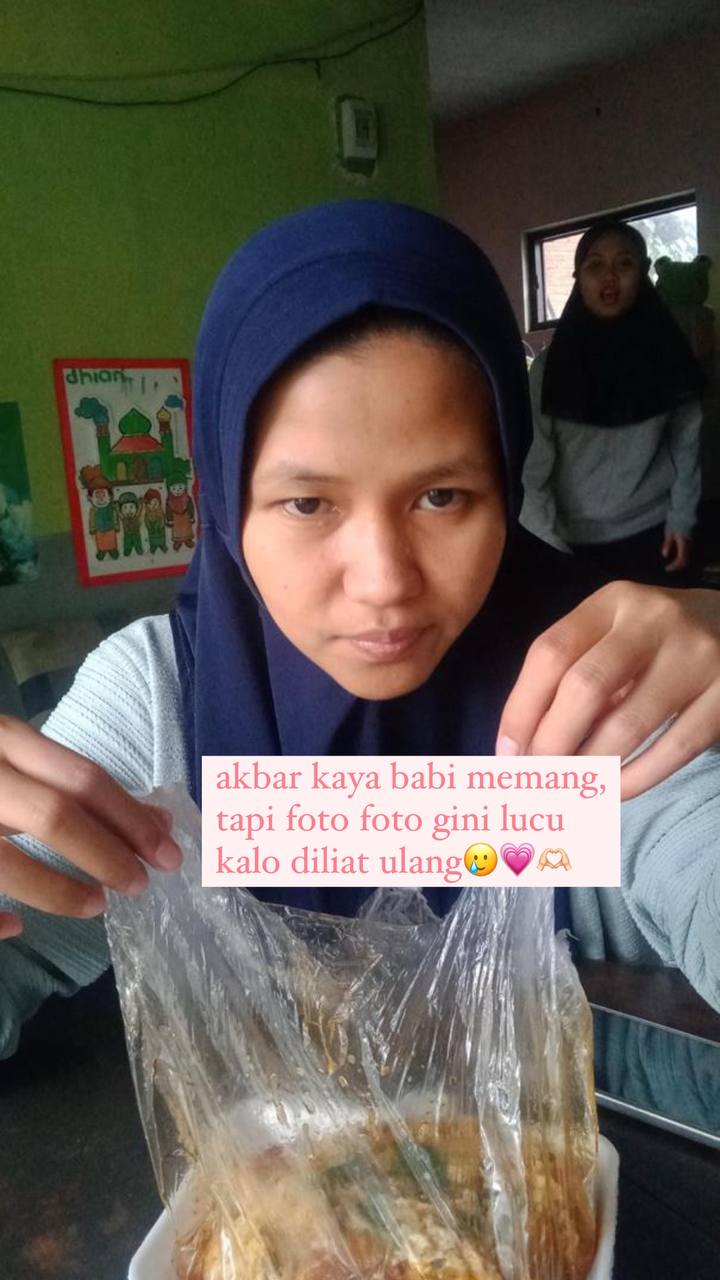 dhian
akbar kaya babi memang,
tapi foto foto gini lucu
kalo diliat ulang🥲💗🫶🏻